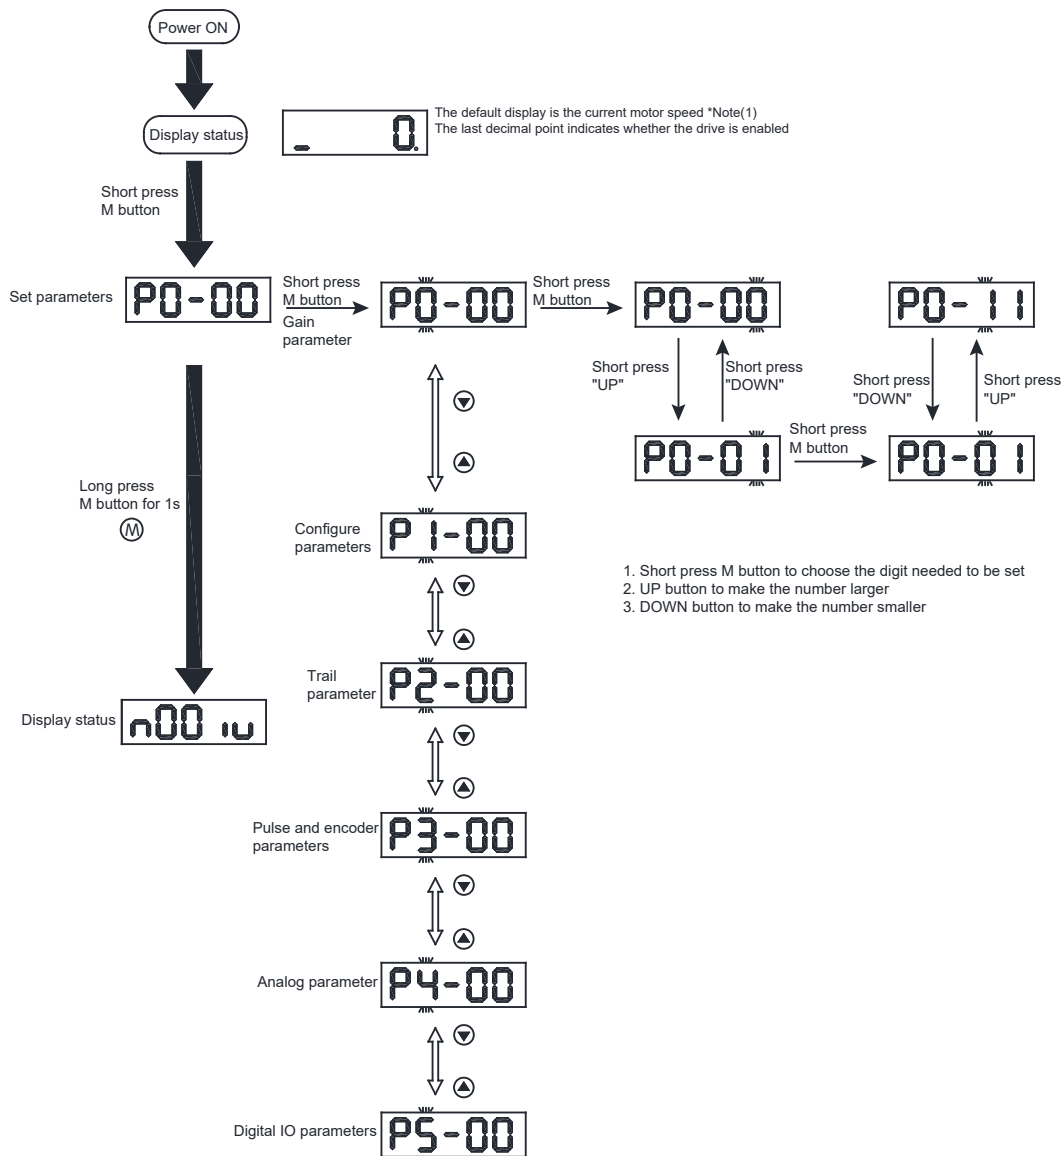 Power ON
Display status
_ 0.
The default display is the current motor speed *Note(1)
The last decimal point indicates whether the drive is enabled
Short press
M button
Set parameters
P0-00
Short press
M button
Gain
parameter
P0-00
Short press
M button
P0-00
P0-11
Short press
"UP"
Short press
"DOWN"
Short press
"DOWN"
Short press
"UP"
P0-01
Short press
M button
P0-01
Long press
M button for 1s
M
Configure
parameters
P1-00
1. Short press M button to choose the digit needed to be set
2. UP button to make the number larger
3. DOWN button to make the number smaller
Trail
parameter
P2-00
Display status
n00 iu
Pulse and encoder
parameters
P3-00
Analog parameter
P4-00
Digital IO parameters
P5-00